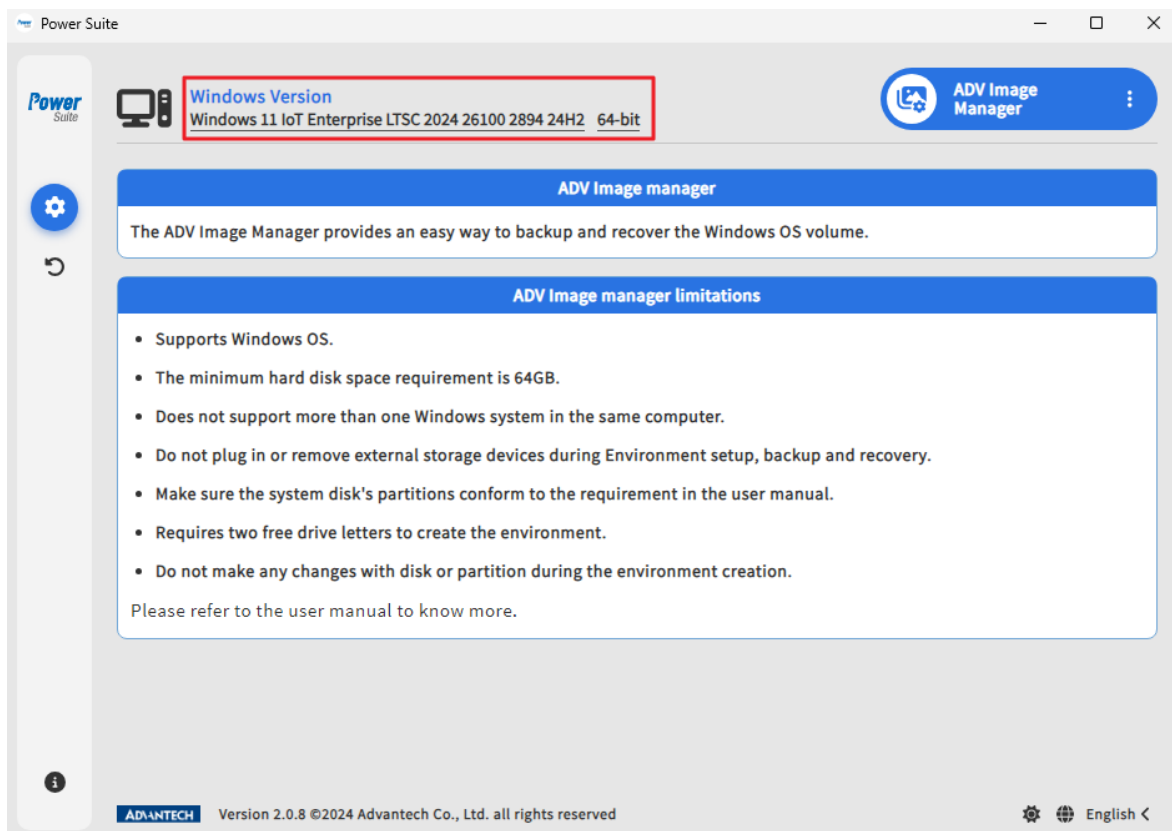 Power Suite
Power
Suite
Windows Version
Windows 11 IoT Enterprise LTSC 2024 26100 2894 24H2 64-bit
ADV Image
Manager
ADV Image manager
The ADV Image Manager provides an easy way to backup and recover the Windows OS volume.
ADV Image manager limitations
• Supports Windows OS.
• The minimum hard disk space requirement is 64GB.
• Does not support more than one Windows system in the same computer.
• Do not plug in or remove external storage devices during Environment setup, backup and recovery.
• Make sure the system disk's partitions conform to the requirement in the user manual.
• Requires two free drive letters to create the environment.
• Do not make any changes with disk or partition during the environment creation.
Please refer to the user manual to know more.
ADVANTECH Version 2.0.8 ©2024 Advantech Co., Ltd. all rights reserved
English